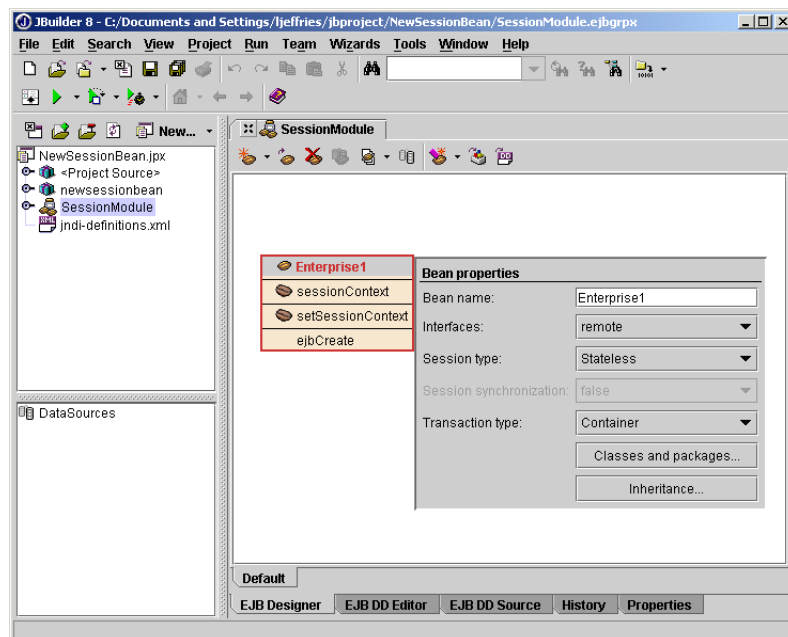 JBuilder 8 - C:/Documents and Settings/ljeffries/jbproject/NewSessionBean/SessionModule.ejbgrpx
File Edit Search View Project Run Team Wizards Tools Window Help
New...
SessionModule
NewSessionBean.jpx
<Project Source>
newsessionbean
SessionModule
jndi-definitions.xml
Enterprise1
sessionContext
setSessionContext
ejbCreate
Bean properties
Bean name: Enterprise1
Interfaces: remote
Session type: Stateless
Session synchronization: false
Transaction type: Container
Classes and packages...
Inheritance...
DataSources
Default
EJB Designer EJB DD Editor EJB DD Source History Properties